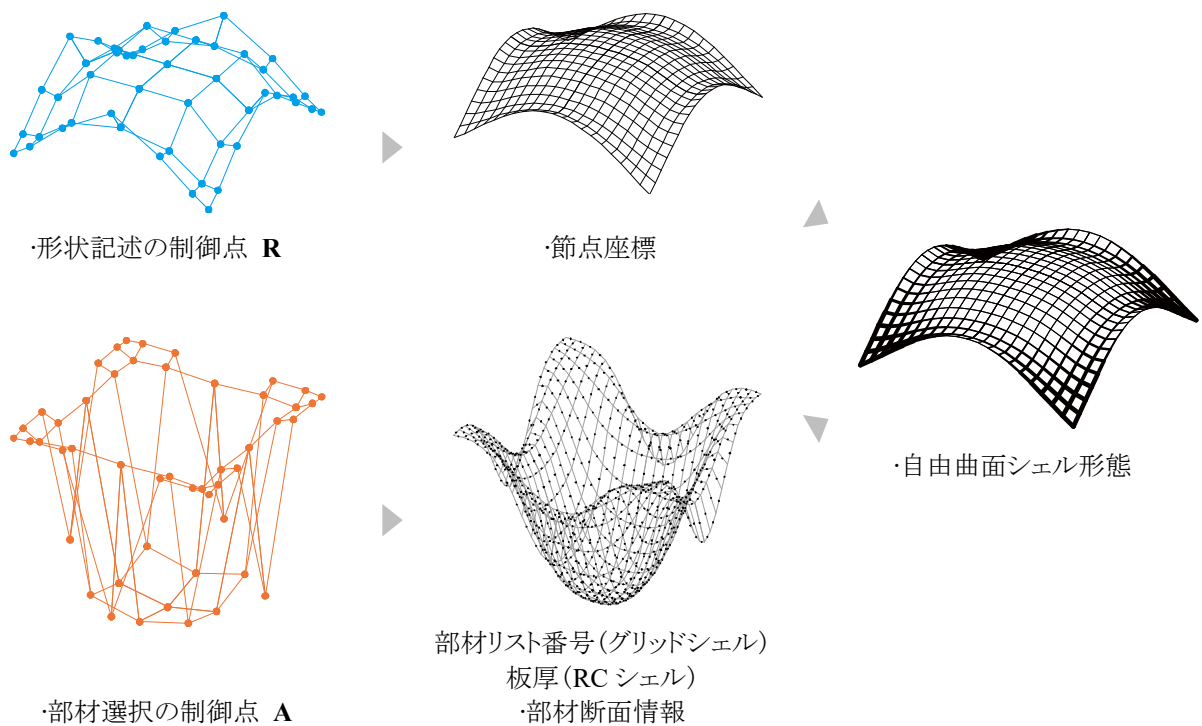 ·形状記述の制御点 R
·節点座標
·自由曲面シェル形態
部材リスト番号(グリッドシェル)
板厚(RC シェル)
·部材選択の制御点 A
·部材断面情報